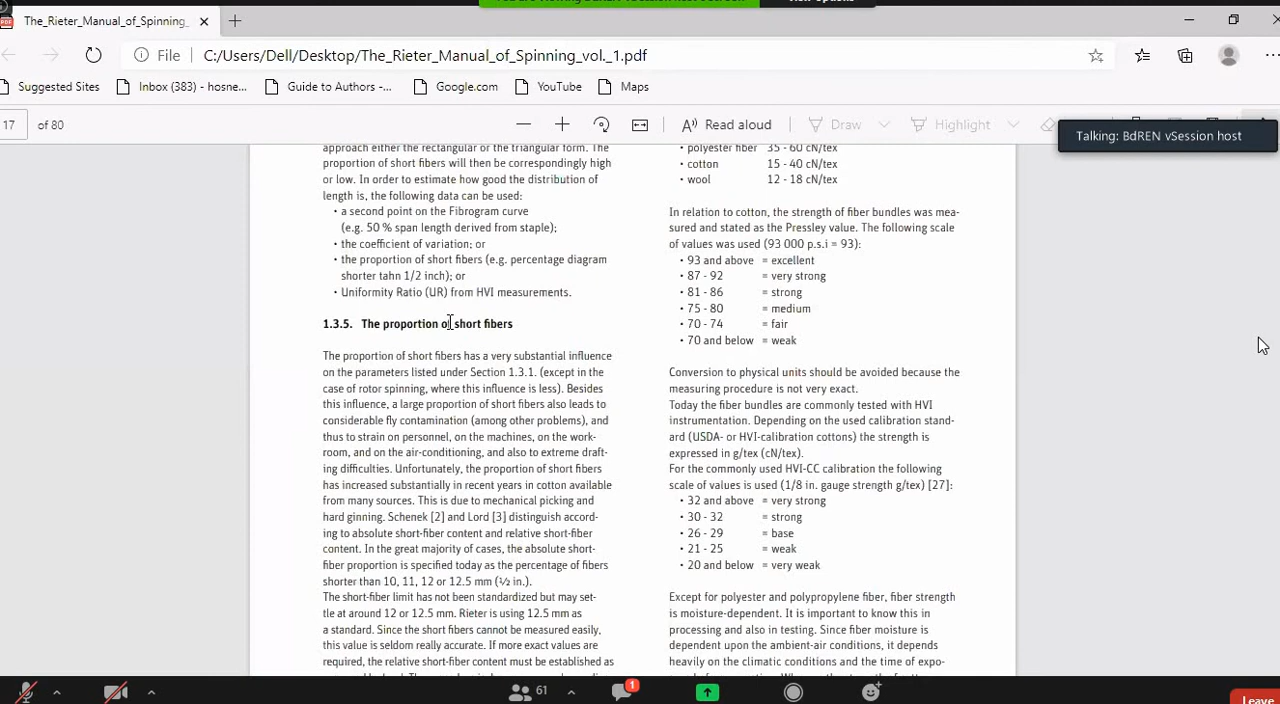 View Options
The_Rieter_Manual_of_Spinning_
File
C:/Users/Dell/Desktop/The_Rieter_Manual_of_Spinning_vol._1.pdf
Suggested Sites
Inbox (383) - hosne...
Guide to Authors -...
Google.com
YouTube
Maps
17 of 80
Read aloud
Draw
Highlight
Talking: BdREN vSession host
approach either the rectangular or the triangular form. The
proportion of short fibers will then be correspondingly high
or low. In order to estimate how good the distribution of
length is, the following data can be used:
• a second point on the Fibrogram curve
(e.g. 50 % span length derived from staple);
• the coefficient of variation; or
• the proportion of short fibers (e.g. percentage diagram
shorter tahn 1/2 inch); or
• Uniformity Ratio (UR) from HVI measurements.
1.3.5. The proportion of short fibers
The proportion of short fibers has a very substantial influence
on the parameters listed under Section 1.3.1. (except in the
case of rotor spinning, where this influence is less). Besides
this influence, a large proportion of short fibers also leads to
considerable fly contamination (among other problems), and
thus to strain on personnel, on the machines, on the work-
room, and on the air-conditioning, and also to extreme draft-
ing difficulties. Unfortunately, the proportion of short fibers
has increased substantially in recent years in cotton available
from many sources. This is due to mechanical picking and
hard ginning. Schenek [2] and Lord [3] distinguish accord-
ing to absolute short-fiber content and relative short-fiber
content. In the great majority of cases, the absolute short-
fiber proportion is specified today as the percentage of fibers
shorter than 10, 11, 12 or 12.5 mm (½ in.).
The short-fiber limit has not been standardized but may set-
tle at around 12 or 12.5 mm. Rieter is using 12.5 mm as
a standard. Since the short fibers cannot be measured easily,
this value is seldom really accurate. If more exact values are
required, the relative short-fiber content must be established as
• polyester fiber 35 - 60 cN/tex
• cotton 15 - 40 cN/tex
• wool 12 - 18 cN/tex
In relation to cotton, the strength of fiber bundles was mea-
sured and stated as the Pressley value. The following scale
of values was used (93 000 p.s.i = 93):
• 93 and above = excellent
• 87 - 92 = very strong
• 81 - 86 = strong
• 75 - 80 = medium
• 70 - 74 = fair
• 70 and below = weak
Conversion to physical units should be avoided because the
measuring procedure is not very exact.
Today the fiber bundles are commonly tested with HVI
instrumentation. Depending on the used calibration stand-
ard (USDA- or HVI-calibration cottons) the strength is
expressed in g/tex (cN/tex).
For the commonly used HVI-CC calibration the following
scale of values is used (1/8 in. gauge strength g/tex) [27]:
• 32 and above = very strong
• 30 - 32 = strong
• 26 - 29 = base
• 21 - 25 = weak
• 20 and below = very weak
Except for polyester and polypropylene fiber, fiber strength
is moisture-dependent. It is important to know this in
processing and also in testing. Since fiber moisture is
dependent upon the ambient-air conditions, it depends
heavily on the climatic conditions and the time of expo-
61
1
Leave